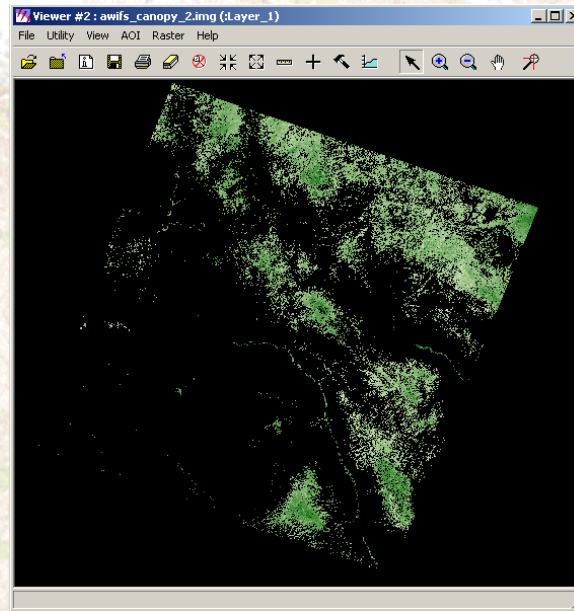 Viewer #2 : awifs_canopy_2.img (:Layer_1)
File Utility View AOI Raster Help